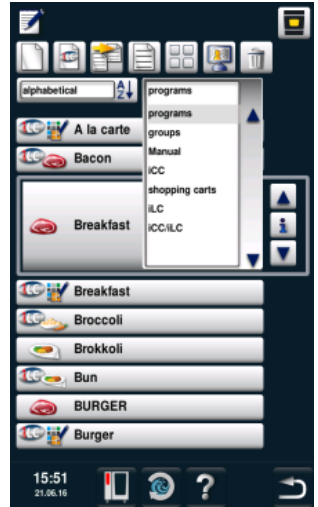 alphabetical
A
Z
programs
programs
groups
Manual
iCC
shopping carts
iLC
iCC/iLC
A la carte
Bacon
Breakfast
i
Breakfast
Broccoli
Brokkoli
Bun
BURGER
Burger
15:51
21.06.16
?